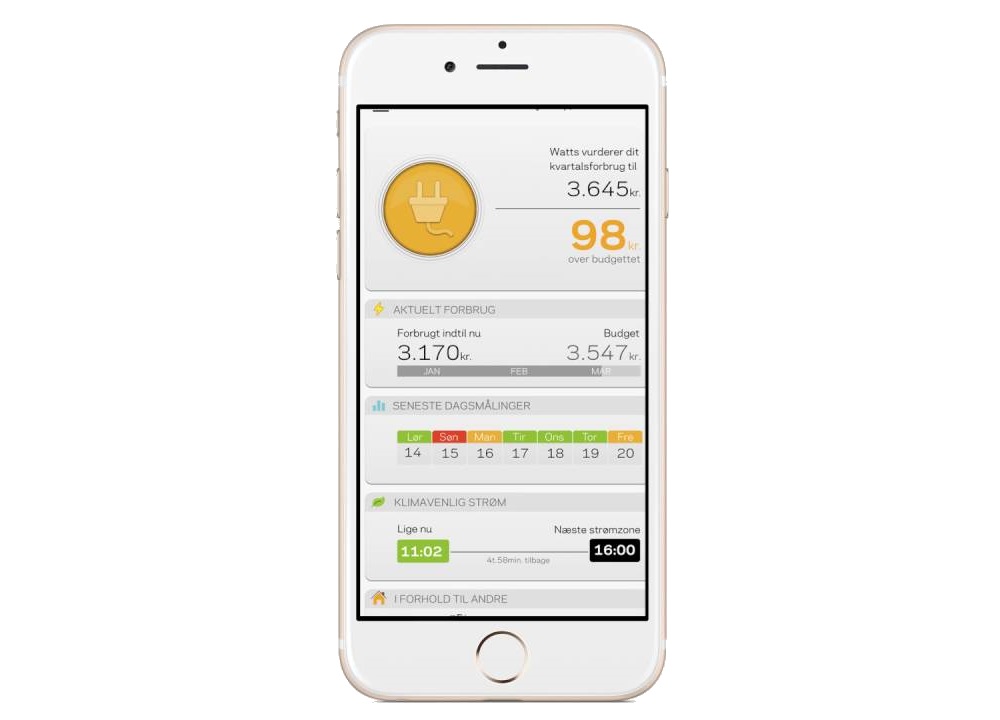 Watts vurderer dit
kvartalsforbrug til
3.645kr.
98kr.
over budgettet
AKTUELT FORBRUG
Forbrugt indtil nu Budget
3.170kr. 3.547kr.
JAN FEB MAR
SENESTE DAGSMÅLINGER
Lør Søn Man Tir Ons Tor Fre
14 15 16 17 18 19 20
KLIMAVENLIG STRØM
Lige nu Næste strømzone
11:02 16:00
4t.58min. tilbage
I FORHOLD TIL ANDRE